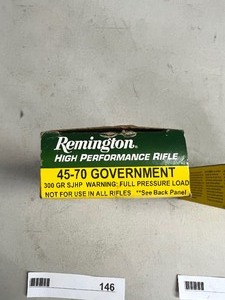 Remington
HIGH PERFORMANCE RIFLE
45-70 GOVERNMENT
300 GR SJHP WARNING: FULL PRESSURE LOAD
NOT FOR USE IN ALL RIFLES **See Back Panel
146